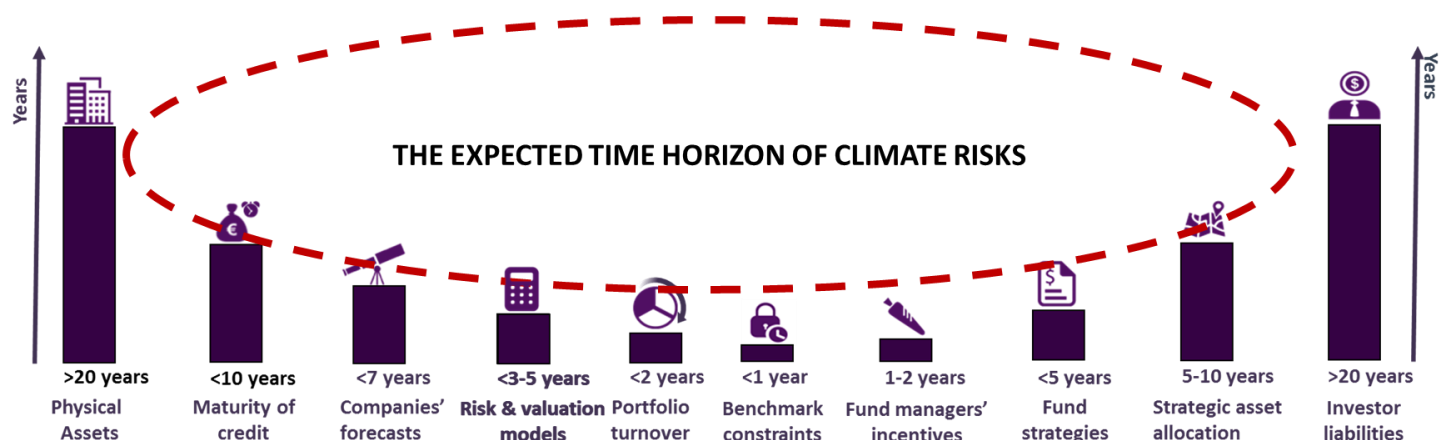 Years
Years
THE EXPECTED TIME HORIZON OF CLIMATE RISKS
€
$
$
>20 years
<10 years
<7 years
<3-5 years
<2 years
<1 year
1-2 years
<5 years
5-10 years
>20 years
Physical
Assets
Maturity of
credit
Companies’
forecasts
Risk & valuation
models
Portfolio
turnover
Benchmark
constraints
Fund managers’
incentives
Fund
strategies
Strategic asset
allocation
Investor
liabilities